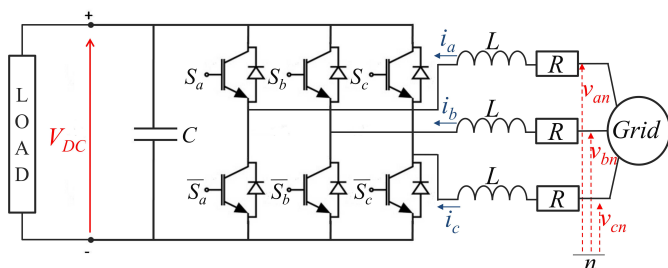 +
LOAD
V_DC
C
S_a
S_b
S_c
S̅_a
S̅_b
S̅_c
i_a
L
R
v_an
i_b
L
R
v_bn
Grid
i_c
L
R
v_cn
-
n